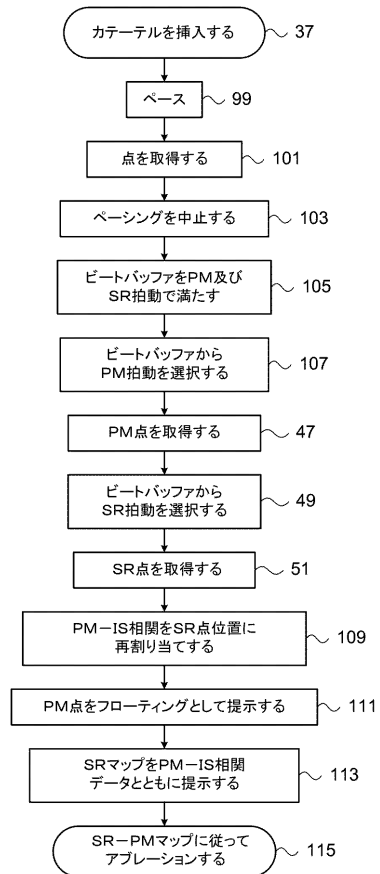 カテーテルを挿入する 37
ペース 99
点を取得する 101
ペーシングを中止する 103
ビートバッファをPM及び
SR拍動で満たす 105
ビートバッファから
PM拍動を選択する 107
PM点を取得する 47
ビートバッファから
SR拍動を選択する 49
SR点を取得する 51
PM－IS相関をSR点位置に
再割り当てする 109
PM点をフローティングとして提示する 111
SRマップをPM－IS相関
データとともに提示する 113
SR－PMマップに従って
アブレーションする 115